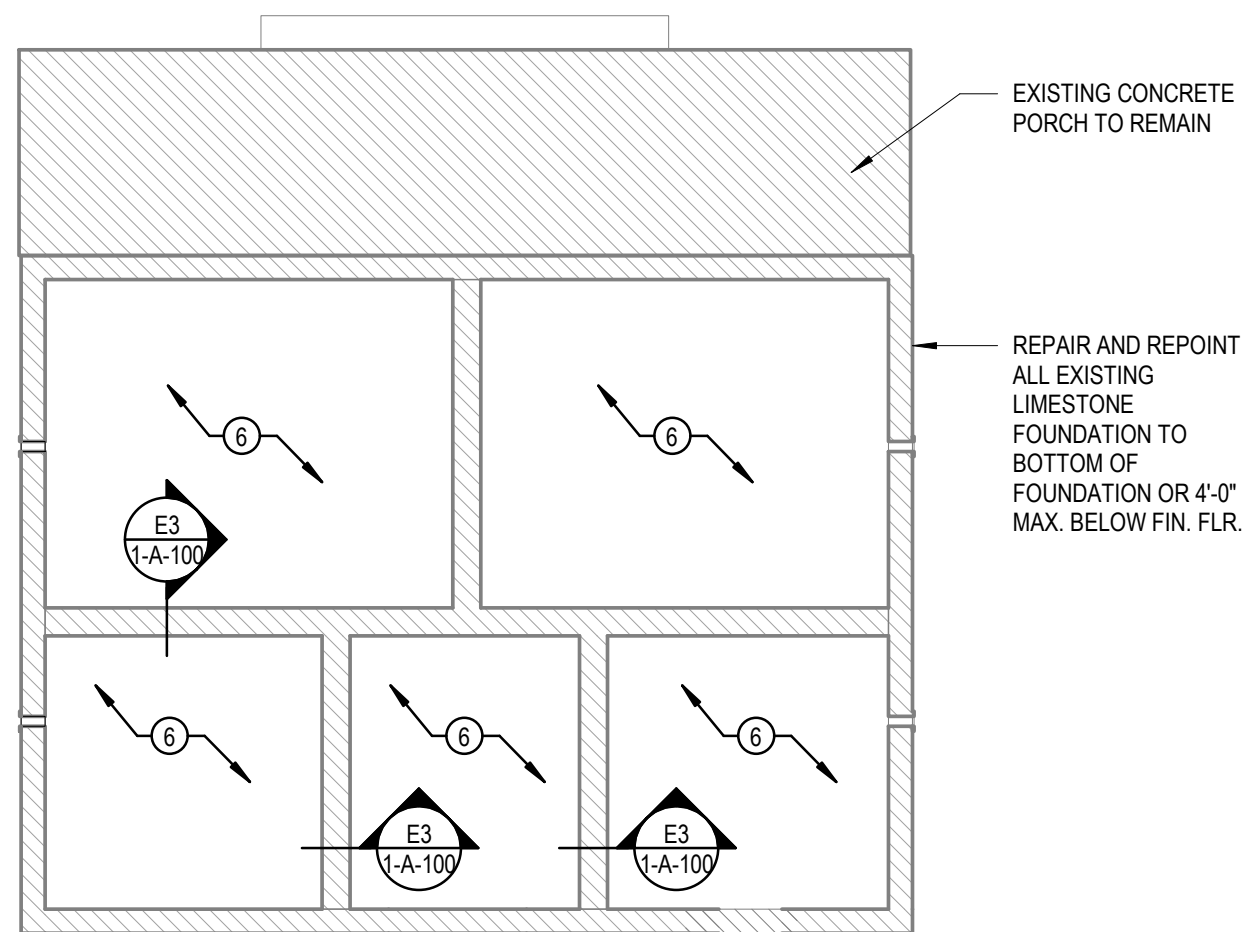 EXISTING CONCRETE
PORCH TO REMAIN
REPAIR AND REPOINT
ALL EXISTING
LIMESTONE
FOUNDATION TO
BOTTOM OF
FOUNDATION OR 4'-0"
MAX. BELOW FIN. FLR.
6
6
E3
1-A-100
6
6
6
E3
1-A-100
E3
1-A-100